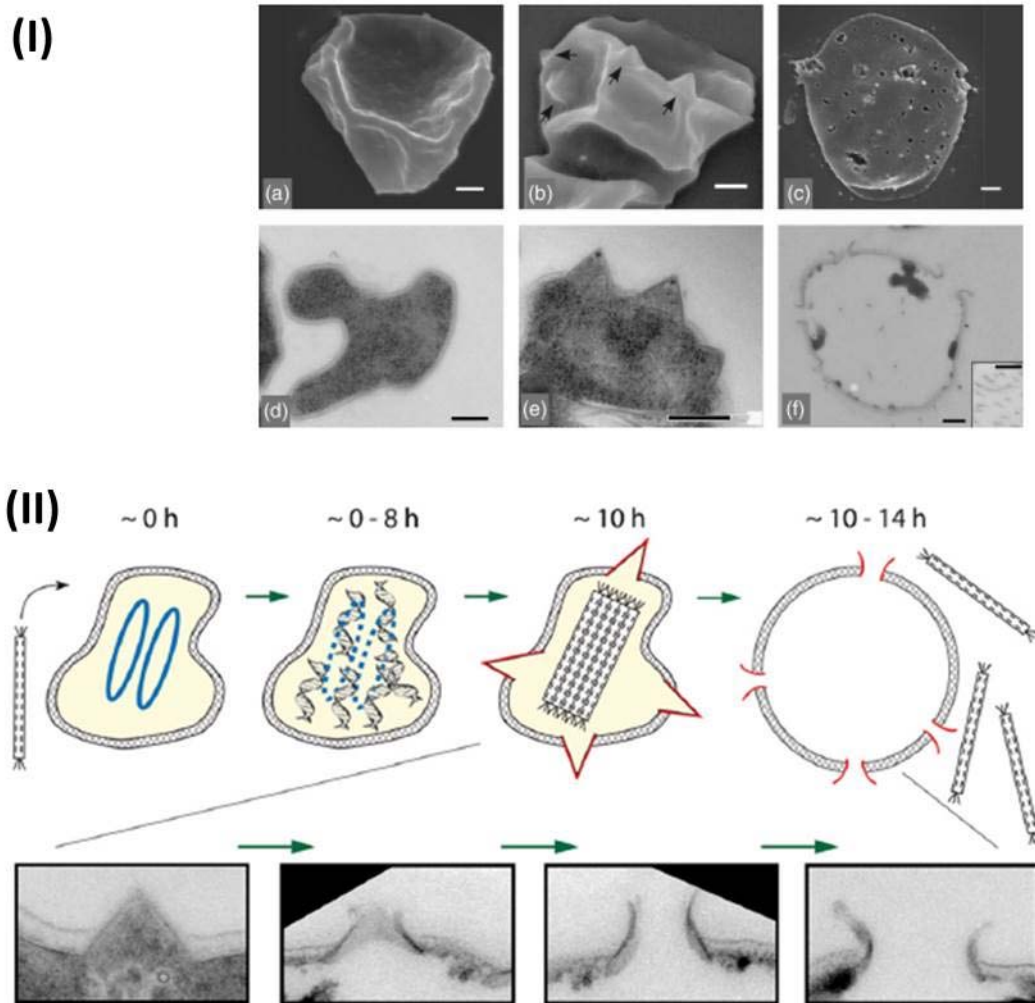 (I)
(a)
(b)
(c)
(d)
(e)
(f)
(II)
~ 0 h
~ 0 - 8 h
~ 10 h
~ 10 - 14 h